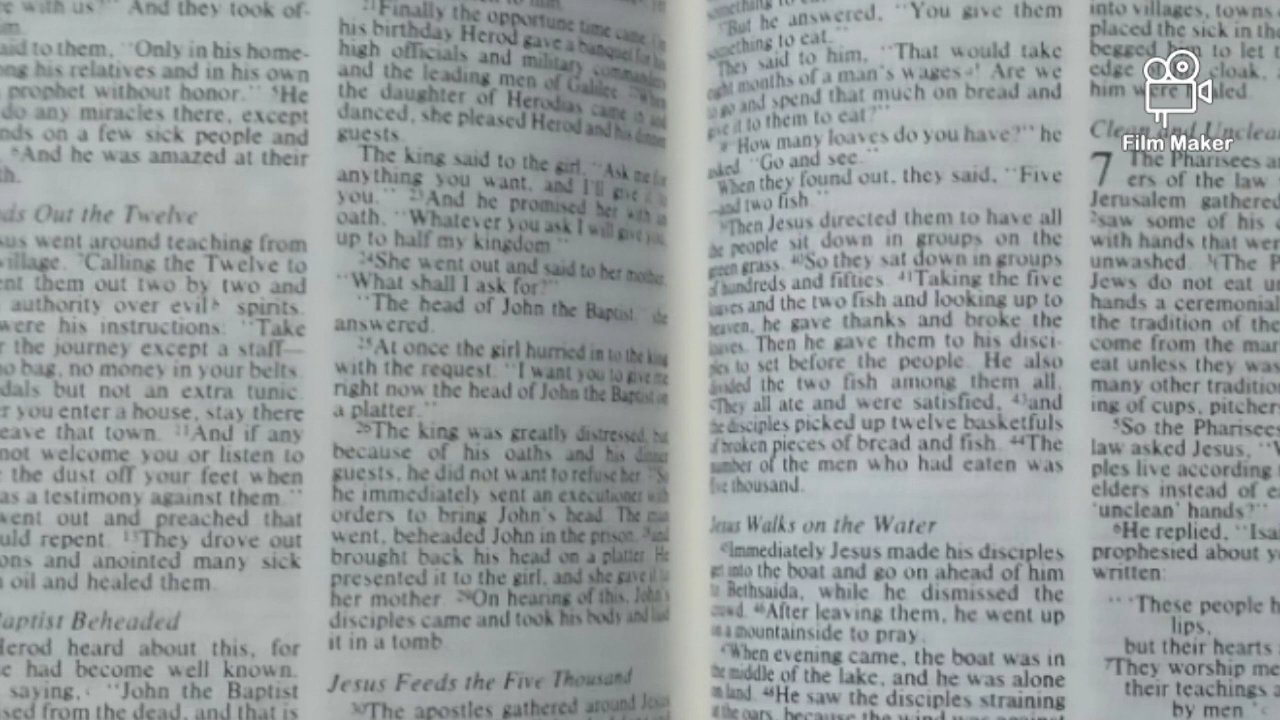 e with us?" And they took of-
m.
aid to them, "Only in his home-
ng his relatives and in his own
prophet without honor." ⁵He
do any miracles there, except
nds on a few sick people and
⁶And he was amazed at their
h.
ds Out the Twelve
sus went around teaching from
village. ⁷Calling the Twelve to
ent them out two by two and
authority over evil spirits.
were his instructions: "Take
r the journey except a staff—
no bag, no money in your belts.
dals but not an extra tunic.
r you enter a house, stay there
eave that town. ¹¹And if any
not welcome you or listen to
the dust off your feet when
as a testimony against them."
went out and preached that
uld repent. ¹³They drove out
ons and anointed many sick
oil and healed them.
Baptist Beheaded
Herod heard about this, for
e had become well known.
saying, "John the Baptist
sed from the dead, and that is
²¹Finally the opportune time came.
his birthday Herod gave a banquet for his
high officials and military commanders
and the leading men of Galilee. ²²When
the daughter of Herodias came in and
danced, she pleased Herod and his dinner
guests.
The king said to the girl, "Ask me for
anything you want, and I'll give it to
you." ²³And he promised her with an
oath, "Whatever you ask I will give you,
up to half my kingdom."
²⁴She went out and said to her mother,
"What shall I ask for?"
"The head of John the Baptist," she
answered.
²⁵At once the girl hurried in to the king
with the request: "I want you to give me
right now the head of John the Baptist on
a platter."
²⁶The king was greatly distressed, but
because of his oaths and his dinner
guests, he did not want to refuse her. ²⁷So
he immediately sent an executioner with
orders to bring John's head. The man
went, beheaded John in the prison, ²⁸and
brought back his head on a platter. He
presented it to the girl, and she gave it to
her mother. ²⁹On hearing of this, John's
disciples came and took his body and laid
it in a tomb.
Jesus Feeds the Five Thousand
³⁰The apostles gathered around Jesus
something to eat."
³⁷But he answered, "You give them
something to eat."
They said to him, "That would take
eight months of a man's wages! Are we
to go and spend that much on bread and
give it to them to eat?"
³⁸"How many loaves do you have?" he
asked. "Go and see."
When they found out, they said, "Five
—and two fish."
³⁹Then Jesus directed them to have all
the people sit down in groups on the
green grass. ⁴⁰So they sat down in groups
of hundreds and fifties. ⁴¹Taking the five
loaves and the two fish and looking up to
heaven, he gave thanks and broke the
loaves. Then he gave them to his disci-
ples to set before the people. He also
divided the two fish among them all.
⁴²They all ate and were satisfied, ⁴³and
the disciples picked up twelve basketfuls
of broken pieces of bread and fish. ⁴⁴The
number of the men who had eaten was
five thousand.
Jesus Walks on the Water
⁴⁵Immediately Jesus made his disciples
get into the boat and go on ahead of him
to Bethsaida, while he dismissed the
crowd. ⁴⁶After leaving them, he went up
on a mountainside to pray.
⁴⁷When evening came, the boat was in
the middle of the lake, and he was alone
on land. ⁴⁸He saw the disciples straining
at the oars, because the wind was against
into villages, towns
placed the sick in the
begged him to let t
edge cloak,
him were healed.
Clean and Unclea
7 The Pharisees a
ers of the law
Jerusalem gathered
²saw some of his
with hands that wer
unwashed. ³(The P
Jews do not eat un
hands a ceremonia
the tradition of the
come from the mar
eat unless they was
many other traditio
ing of cups, pitcher
⁵So the Pharisees
law asked Jesus, "W
ples live according
elders instead of e
'unclean' hands?"
⁶He replied, "Isa
prophesied about y
written:
"'These people h
lips,
but their hearts
⁷They worship me
their teachings a
by men.'
Film Maker